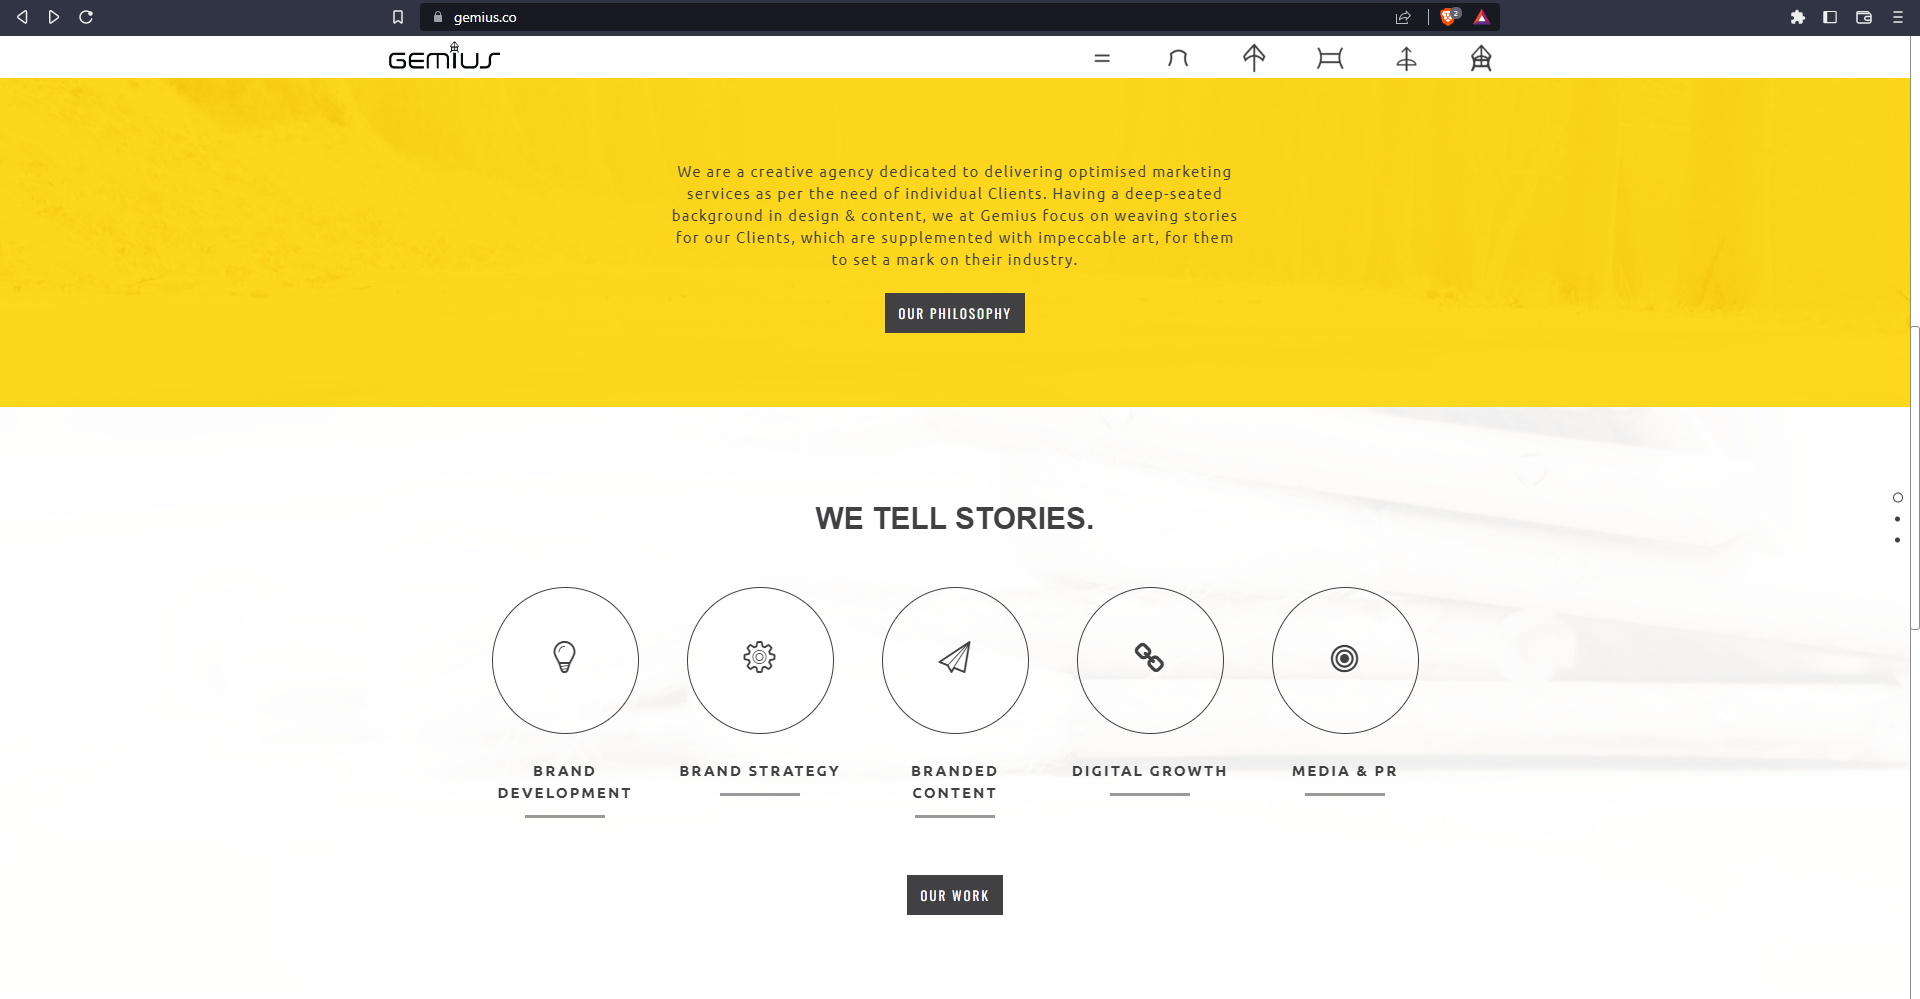 gemius.co
2
GEMIUS
We are a creative agency dedicated to delivering optimised marketing
services as per the need of individual Clients. Having a deep-seated
background in design & content, we at Gemius focus on weaving stories
for our Clients, which are supplemented with impeccable art, for them
to set a mark on their industry.
OUR PHILOSOPHY
WE TELL STORIES.
BRAND
DEVELOPMENT
BRAND STRATEGY
BRANDED
CONTENT
DIGITAL GROWTH
MEDIA & PR
OUR WORK